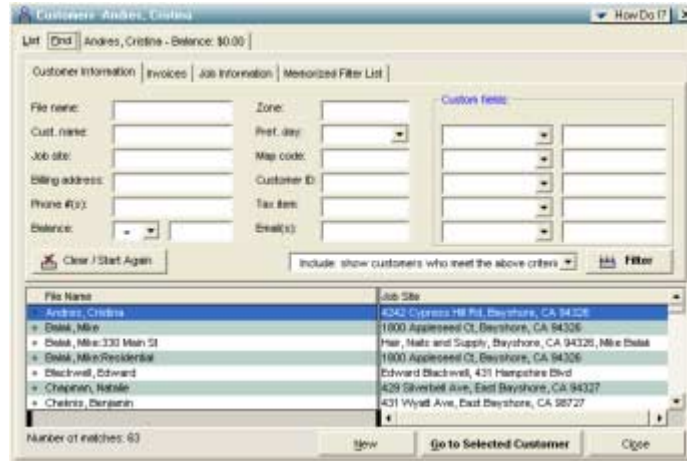 Customers Andres, Cristina
How Do I?
List Find Andres, Cristina - Balance: $0.00
Customer Information Invoices Job Information Memorized Filter List
File name: Zone: Custom fields:
Cust. name: Pref. day:
Job site: Map code:
Billing address: Customer ID:
Phone #(s): Tax item:
Balance: = Email(s):
Clear / Start Again Include: show customers who meet the above criteria Filter
File Name Job Site
Andres, Cristina 4242 Cypress Hill Rd, Bayshore, CA 94326
Bialak, Mike 1800 Appleseed Ct, Bayshore, CA 94326
Bialak, Mike:330 Main St Hair, Nails and Supply, Bayshore, CA 94326, Mike Bialak
Bialak, Mike:Residential 1800 Appleseed Ct, Bayshore, CA 94326
Blackwell, Edward Edward Blackwell, 431 Hampshire Blvd
Chapman, Natalie 429 Silverbell Ave, East Bayshore, CA 94327
Benjamin 431 Wyatt Ave, East Bayshore, CA 98727
Number of matches: 63 New Go to Selected Customer Close